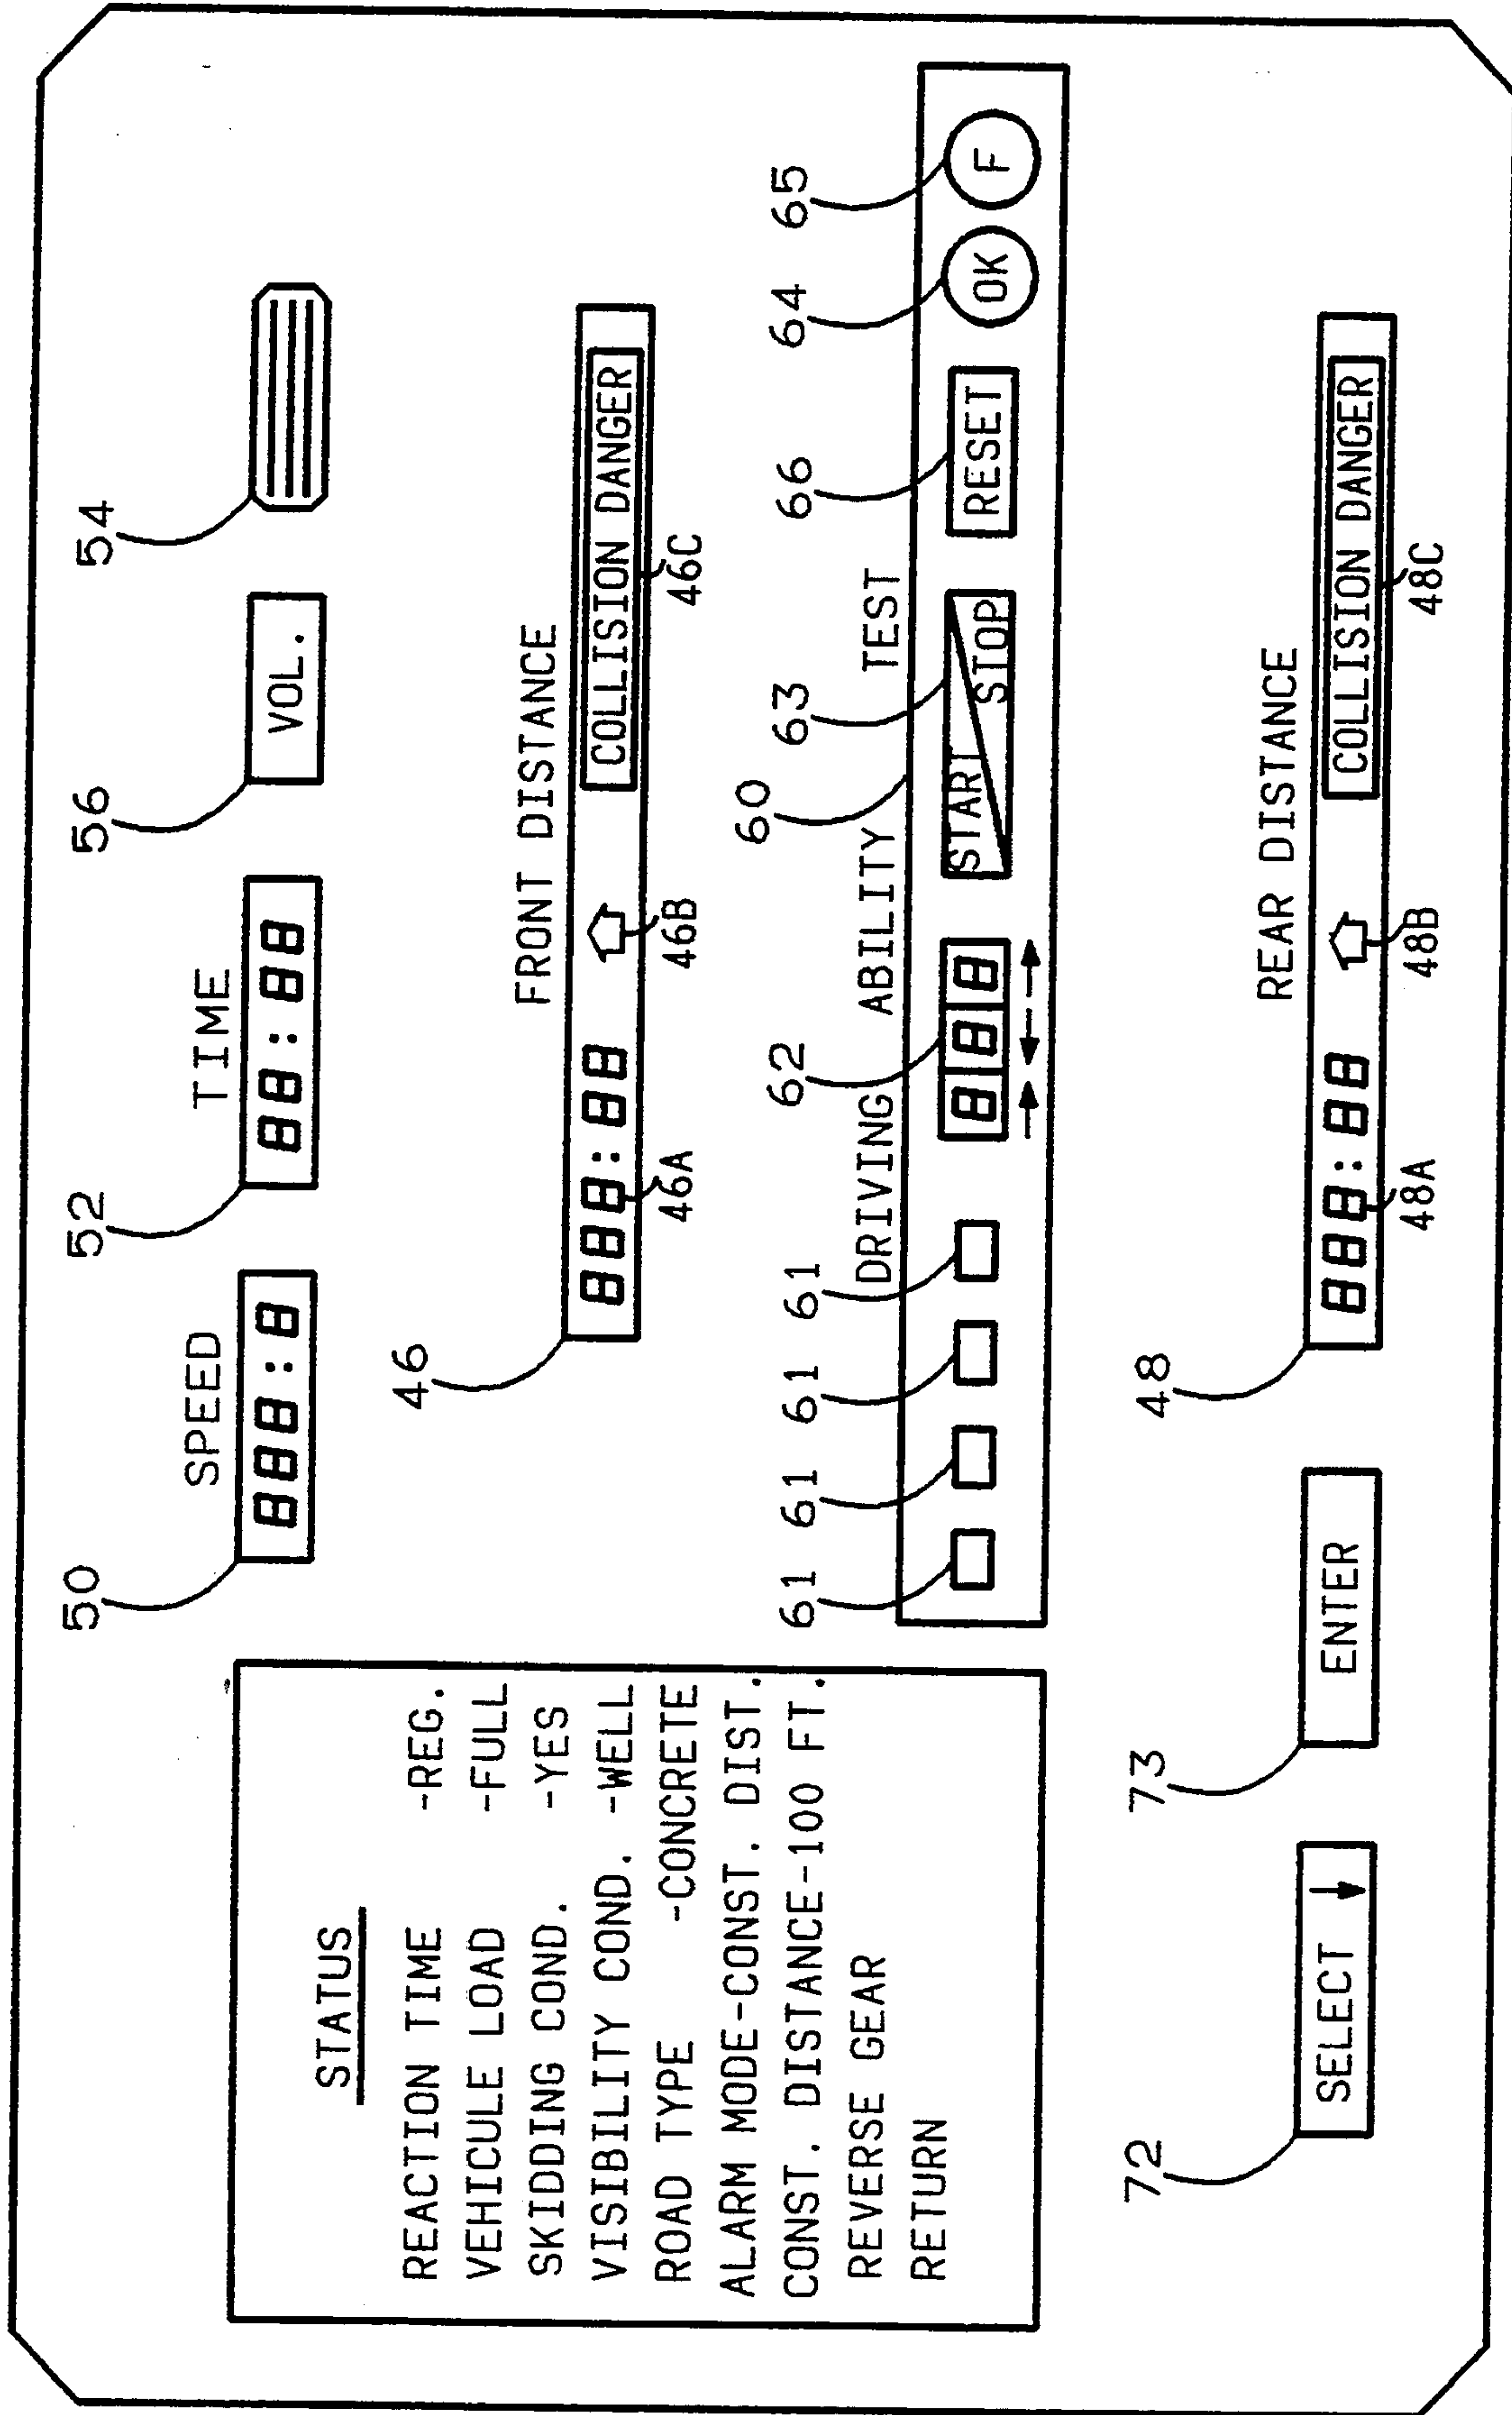 STATUS
REACTION TIME -REG.
VEHICULE LOAD -FULL
SKIDDING COND. -YES
VISIBILITY COND. -WELL
ROAD TYPE -CONCRETE
ALARM MODE-CONST. DIST.
CONST. DISTANCE-100 FT.
REVERSE GEAR
RETURN
50
SPEED
888:8
52
TIME
88:88
56
VOL.
54
46
FRONT DISTANCE
888:88
COLLISION DANGER
46A
46B
46C
61
61
61
61
62
60
63
66
64
65
DRIVING ABILITY TEST
8 8 8
START STOP
RESET
OK
F
72
SELECT
73
ENTER
48
REAR DISTANCE
888:88
COLLISION DANGER
48A
48B
48C